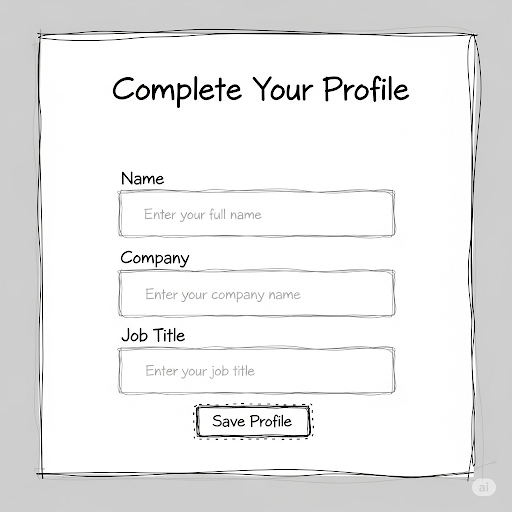 Complete Your Profile
Name
Enter your full name
Company
Enter your company name
Job Title
Enter your job title
Save Profile
ai